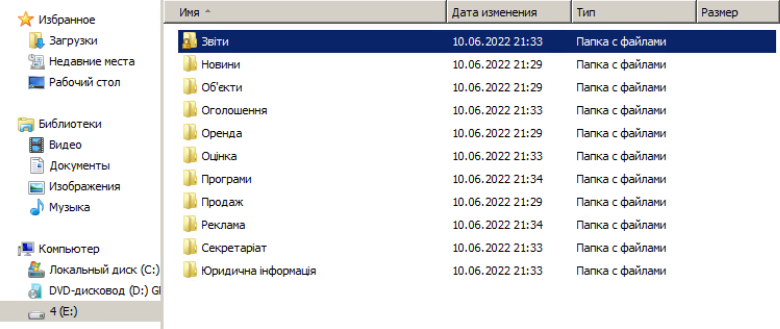 Избранное
Загрузки
Недавние места
Рабочий стол
Библиотеки
Видео
Документы
Изображения
Музыка
Компьютер
Локальный диск (C:)
DVD-дисковод (D:)
4 (E:)
Имя Дата изменения Тип Размер
Звіти 10.06.2022 21:33 Папка с файлами
Новини 10.06.2022 21:29 Папка с файлами
Об'єкти 10.06.2022 21:29 Папка с файлами
Оголошення 10.06.2022 21:33 Папка с файлами
Оренда 10.06.2022 21:29 Папка с файлами
Оцінка 10.06.2022 21:33 Папка с файлами
Програми 10.06.2022 21:34 Папка с файлами
Продаж 10.06.2022 21:29 Папка с файлами
Реклама 10.06.2022 21:34 Папка с файлами
Секретаріат 10.06.2022 21:33 Папка с файлами
Юридична інформація 10.06.2022 21:33 Папка с файлами